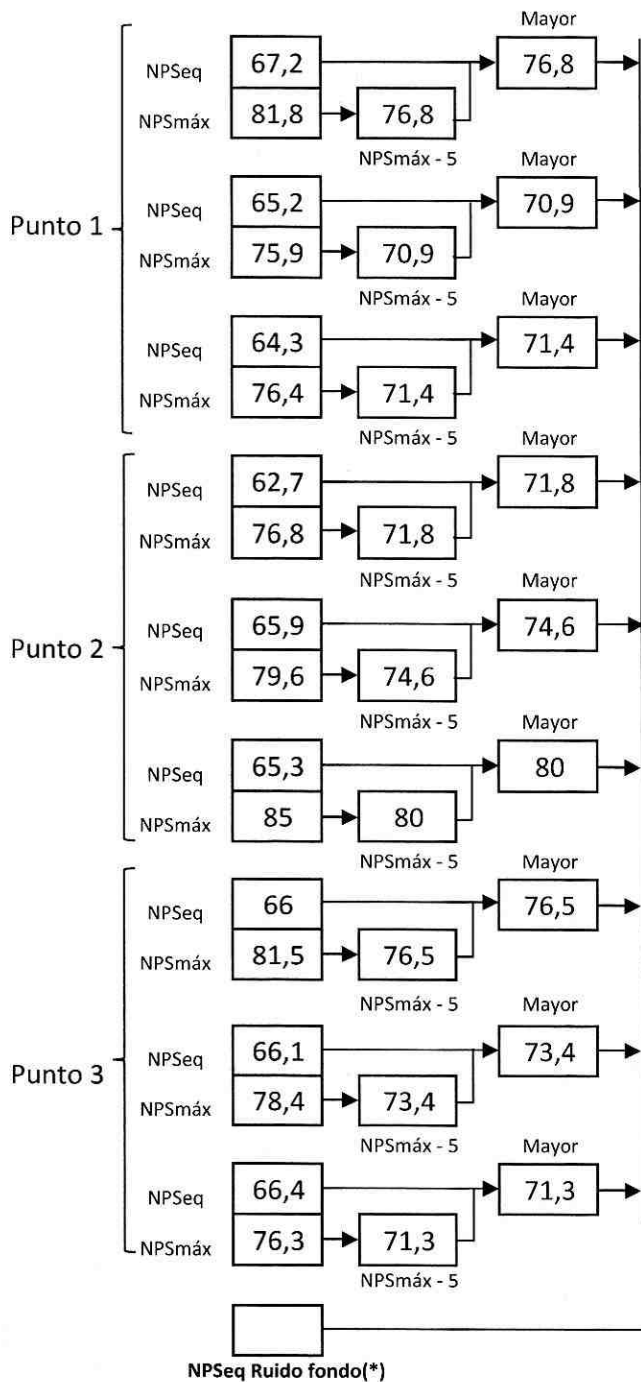 Mayor
NPSeq 67,2 76,8
NPSmáx 81,8 76,8
NPSmáx - 5
Mayor
NPSeq 65,2 70,9
Punto 1
NPSmáx 75,9 70,9
NPSmáx - 5
Mayor
NPSeq 64,3 71,4
NPSmáx 76,4 71,4
NPSmáx - 5
Mayor
NPSeq 62,7 71,8
NPSmáx 76,8 71,8
NPSmáx - 5
Mayor
NPSeq 65,9 74,6
Punto 2
NPSmáx 79,6 74,6
NPSmáx - 5
Mayor
NPSeq 65,3 80
NPSmáx 85 80
NPSmáx - 5
Mayor
NPSeq 66 76,5
NPSmáx 81,5 76,5
NPSmáx - 5
Mayor
NPSeq 66,1 73,4
Punto 3
NPSmáx 78,4 73,4
NPSmáx - 5
Mayor
NPSeq 66,4 71,3
NPSmáx 76,3 71,3
NPSmáx - 5
NPSeq Ruido fondo(*)